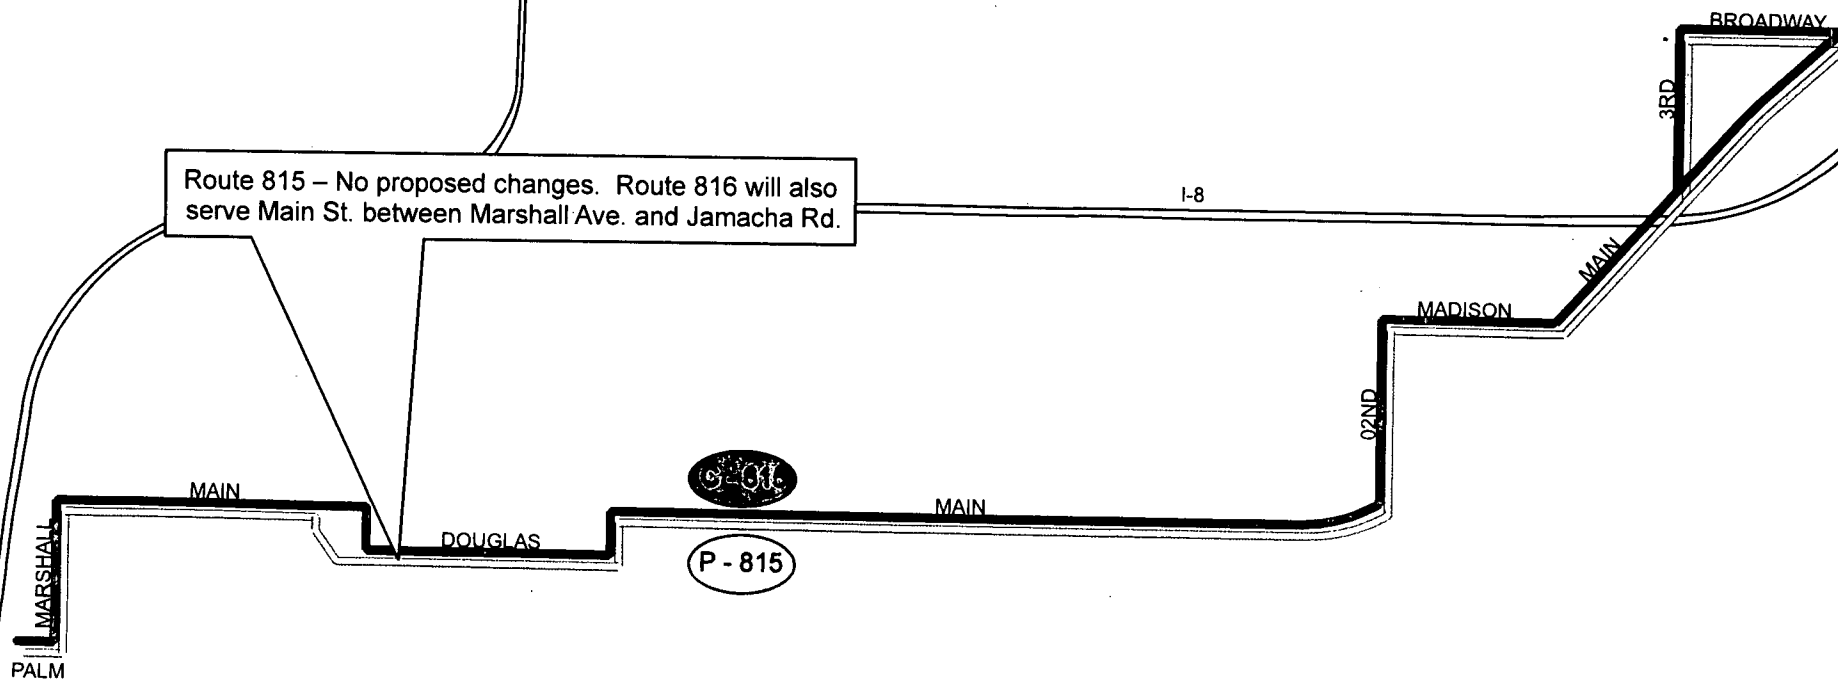 BROADWAY
3RD
Route 815 – No proposed changes. Route 816 will also
serve Main St. between Marshall Ave. and Jamacha Rd.
I-8
MAIN
MADISON
02ND
MAIN
MAIN
DOUGLAS
P - 815
MARSHALL
PALM